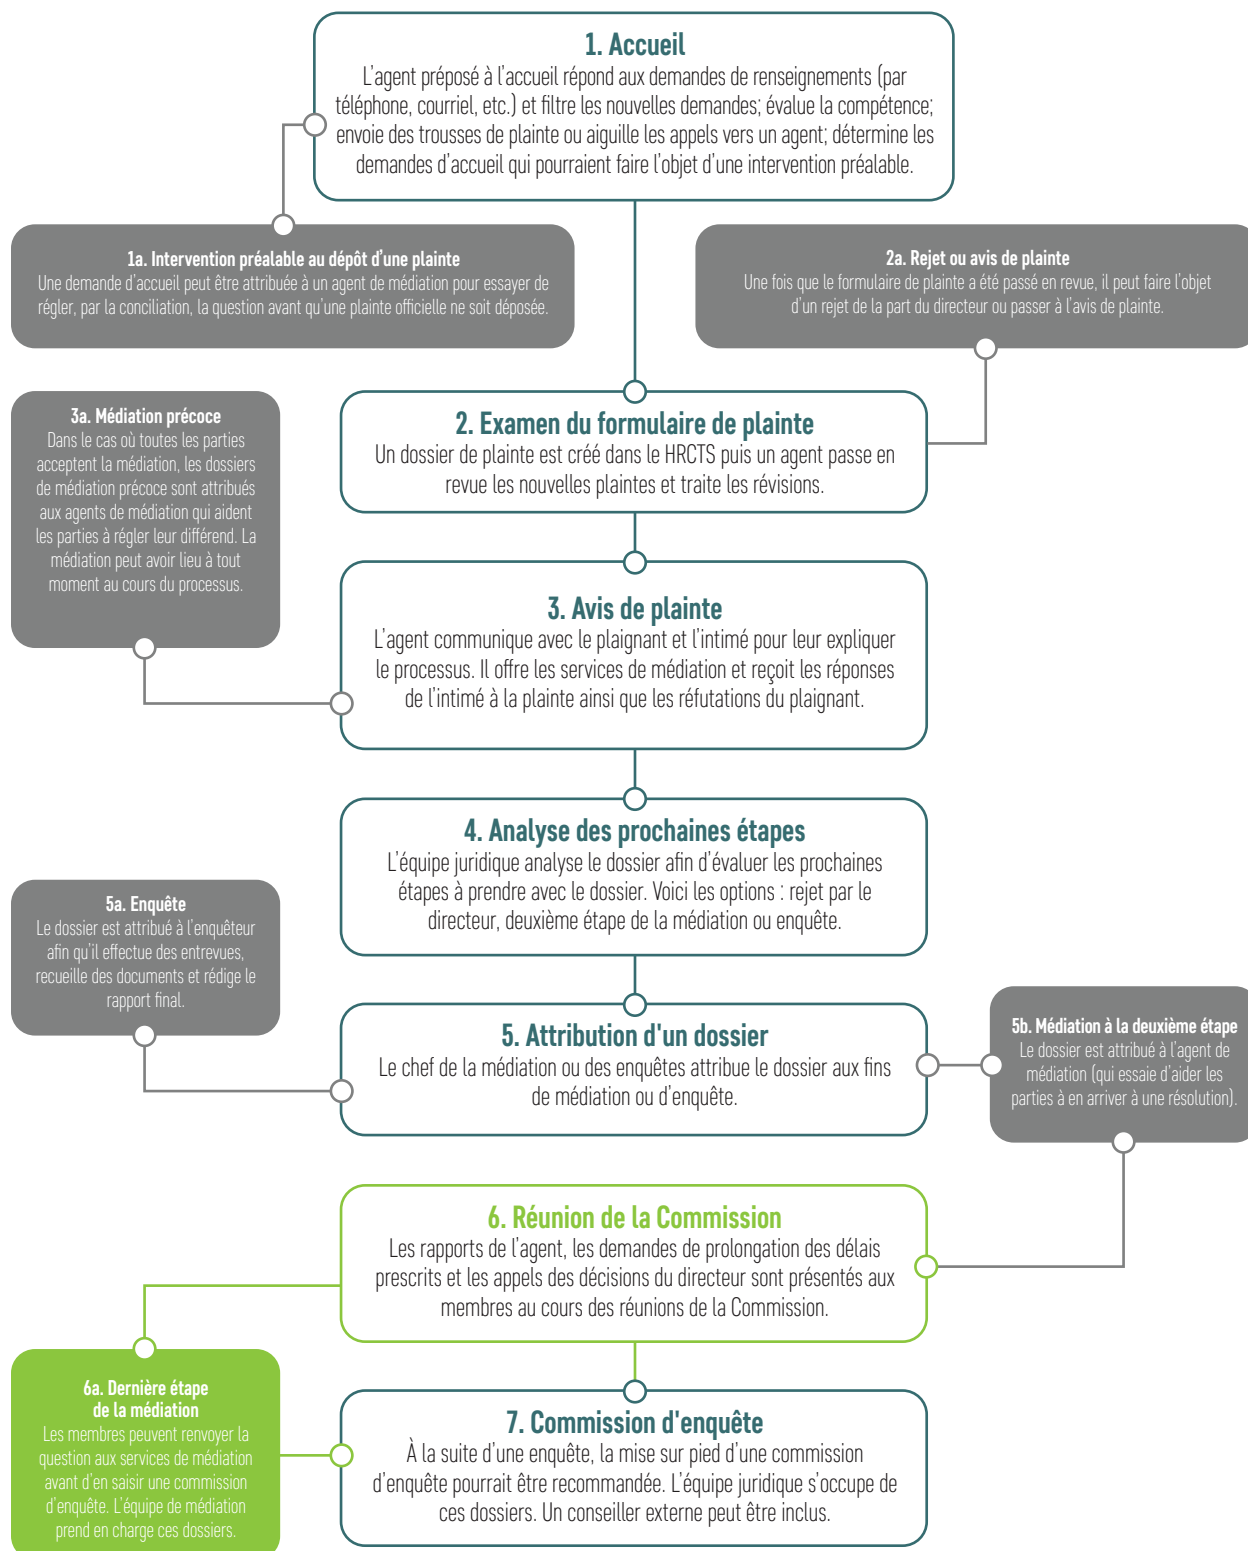 1. Accueil
L'agent préposé à l'accueil répond aux demandes de renseignements (par
téléphone, courriel, etc.) et filtre les nouvelles demandes; évalue la compétence;
envoie des trousses de plainte ou aiguille les appels vers un agent; détermine les
demandes d'accueil qui pourraient faire l'objet d'une intervention préalable.
1a. Intervention préalable au dépôt d'une plainte
Une demande d'accueil peut être attribuée à un agent de médiation pour essayer de
régler, par la conciliation, la question avant qu'une plainte officielle ne soit déposée.
2a. Rejet ou avis de plainte
Une fois que le formulaire de plainte a été passé en revue, il peut faire l'objet
d'un rejet de la part du directeur ou passer à l'avis de plainte.
2. Examen du formulaire de plainte
Un dossier de plainte est créé dans le HRCTS puis un agent passe en
revue les nouvelles plaintes et traite les révisions.
3a. Médiation précoce
Dans le cas où toutes les parties
acceptent la médiation, les dossiers
de médiation précoce sont attribués
aux agents de médiation qui aident
les parties à régler leur différend. La
médiation peut avoir lieu à tout
moment au cours du processus.
3. Avis de plainte
L'agent communique avec le plaignant et l'intimé pour leur expliquer
le processus. Il offre les services de médiation et reçoit les réponses
de l'intimé à la plainte ainsi que les réfutations du plaignant.
4. Analyse des prochaines étapes
L'équipe juridique analyse le dossier afin d'évaluer les prochaines
étapes à prendre avec le dossier. Voici les options : rejet par le
directeur, deuxième étape de la médiation ou enquête.
5a. Enquête
Le dossier est attribué à l'enquêteur
afin qu'il effectue des entrevues,
recueille des documents et rédige le
rapport final.
5. Attribution d'un dossier
Le chef de la médiation ou des enquêtes attribue le dossier aux fins
de médiation ou d'enquête.
5b. Médiation à la deuxième étape
Le dossier est attribué à l'agent de
médiation (qui essaie d'aider les
parties à en arriver à une résolution).
6. Réunion de la Commission
Les rapports de l'agent, les demandes de prolongation des délais
prescrits et les appels des décisions du directeur sont présentés aux
membres au cours des réunions de la Commission.
6a. Dernière étape
de la médiation
Les membres peuvent renvoyer la
question aux services de médiation
avant d'en saisir une commission
d'enquête. L'équipe de médiation
prend en charge ces dossiers.
7. Commission d'enquête
À la suite d'une enquête, la mise sur pied d'une commission
d'enquête pourrait être recommandée. L'équipe juridique s'occupe de
ces dossiers. Un conseiller externe peut être inclus.